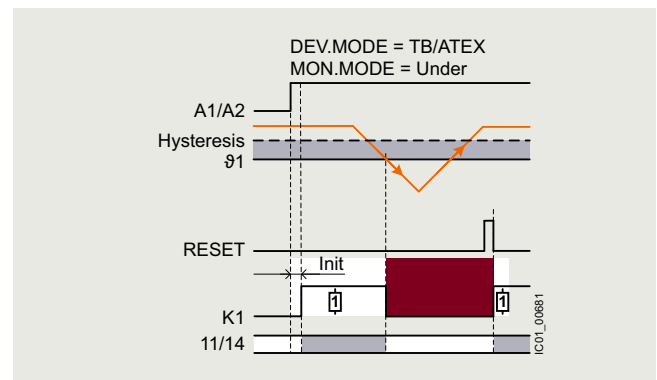 DEV.MODE = TB/ATEX
MON.MODE = Under
A1/A2
Hysteresis
ϑ1
RESET
Init
K1
1
1
11/14
IC01_00681